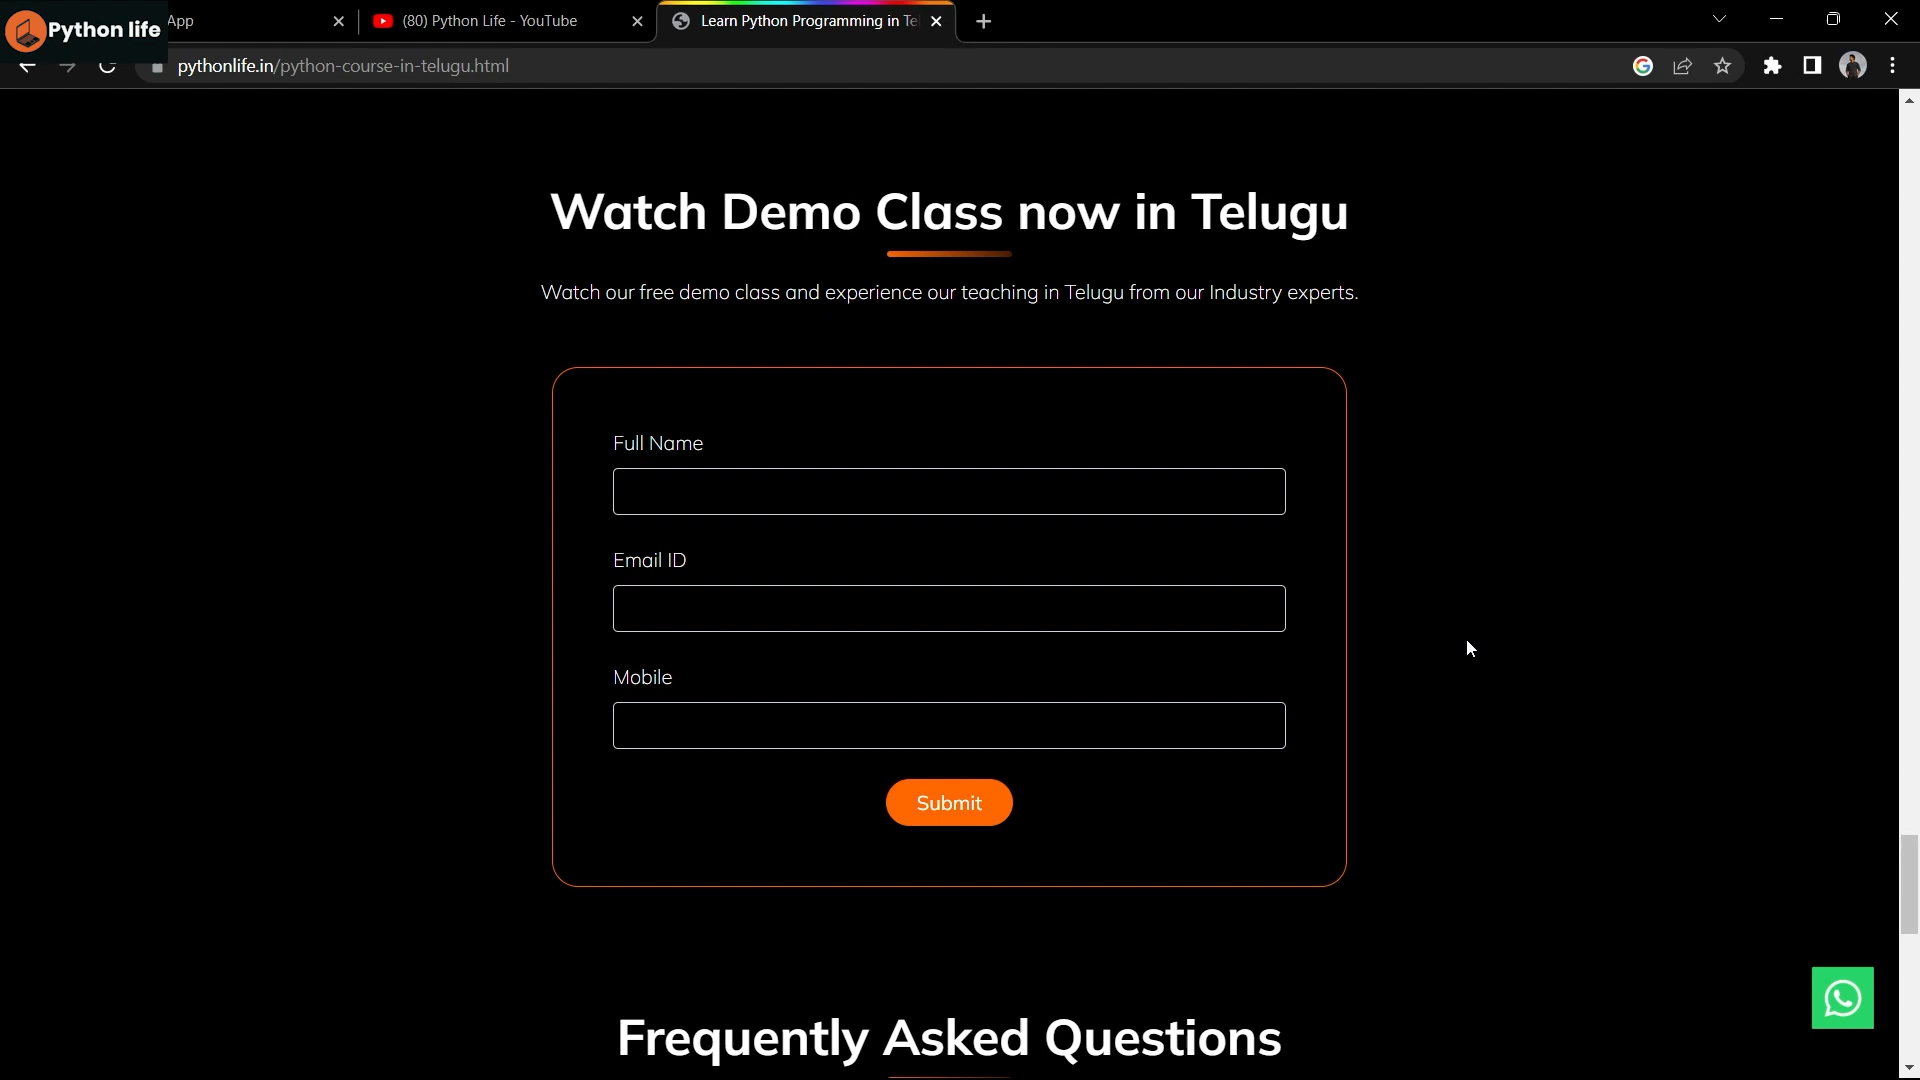 Python life
App
(80) Python Life - YouTube
Learn Python Programming in Te
pythonlife.in/python-course-in-telugu.html
Watch Demo Class now in Telugu
Watch our free demo class and experience our teaching in Telugu from our Industry experts.
Full Name
Email ID
Mobile
Submit
Frequently Asked Questions